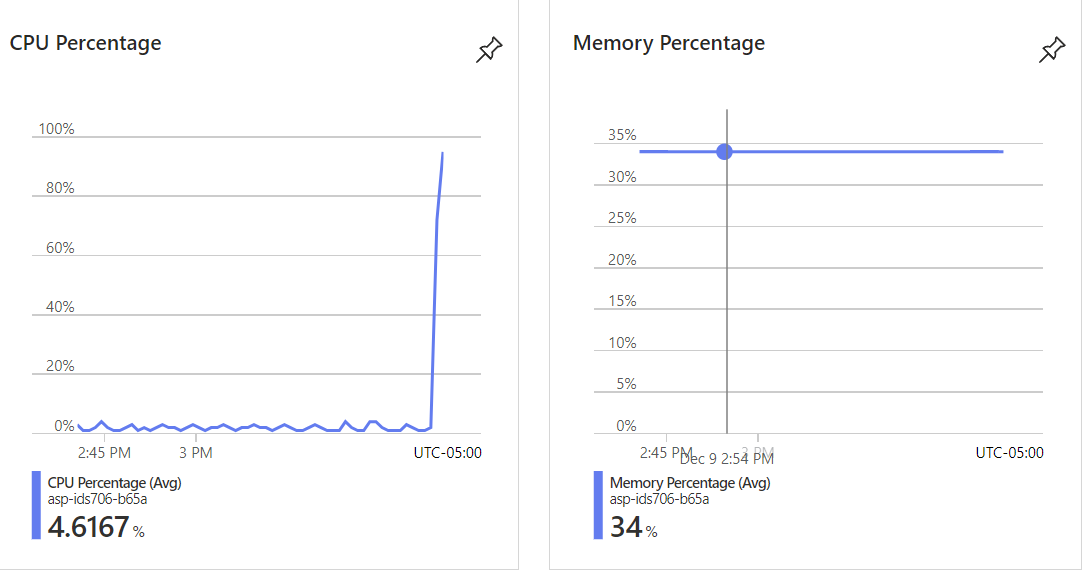 CPU Percentage
100%
80%
60%
40%
20%
0%
2:45 PM 3 PM UTC-05:00
CPU Percentage (Avg)
asp-ids706-b65a
4.6167 %
Memory Percentage
35%
30%
25%
20%
15%
10%
5%
0%
2:45 PM 3 PM UTC-05:00
Dec 9 2:54 PM
Memory Percentage (Avg)
asp-ids706-b65a
34 %